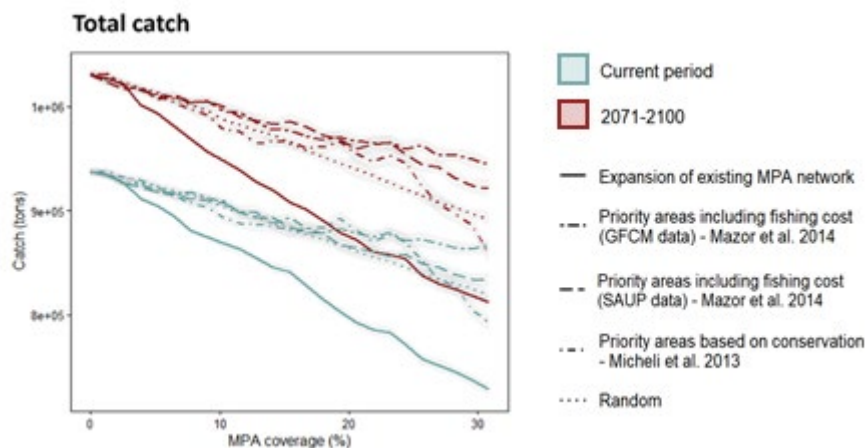 Total catch
1e+06
9e+05
8e+05
Catch (tons)
0
10
20
30
MPA coverage (%)
Current period
2071-2100
Expansion of existing MPA network
Priority areas including fishing cost
(GFCM data) - Mazor et al. 2014
Priority areas including fishing cost
(SAUP data) - Mazor et al. 2014
Priority areas based on conservation
- Micheli et al. 2013
Random